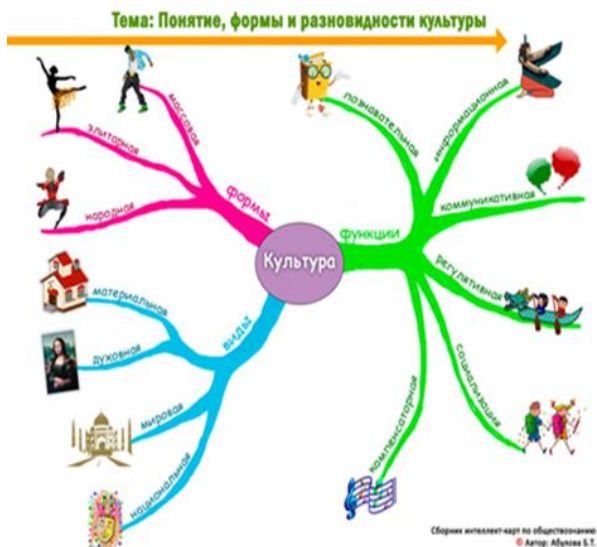 Тема: Понятие, формы и разновидности культуры
Культура
формы
массовая
элитарная
народная
виды
материальная
духовная
мировая
национальная
функции
познавательная
информационная
коммуникативная
регулятивная
социализация
компенсаторная
Сборник интеллект-карт по обществознанию
© Автор: Абулова Б.Т.